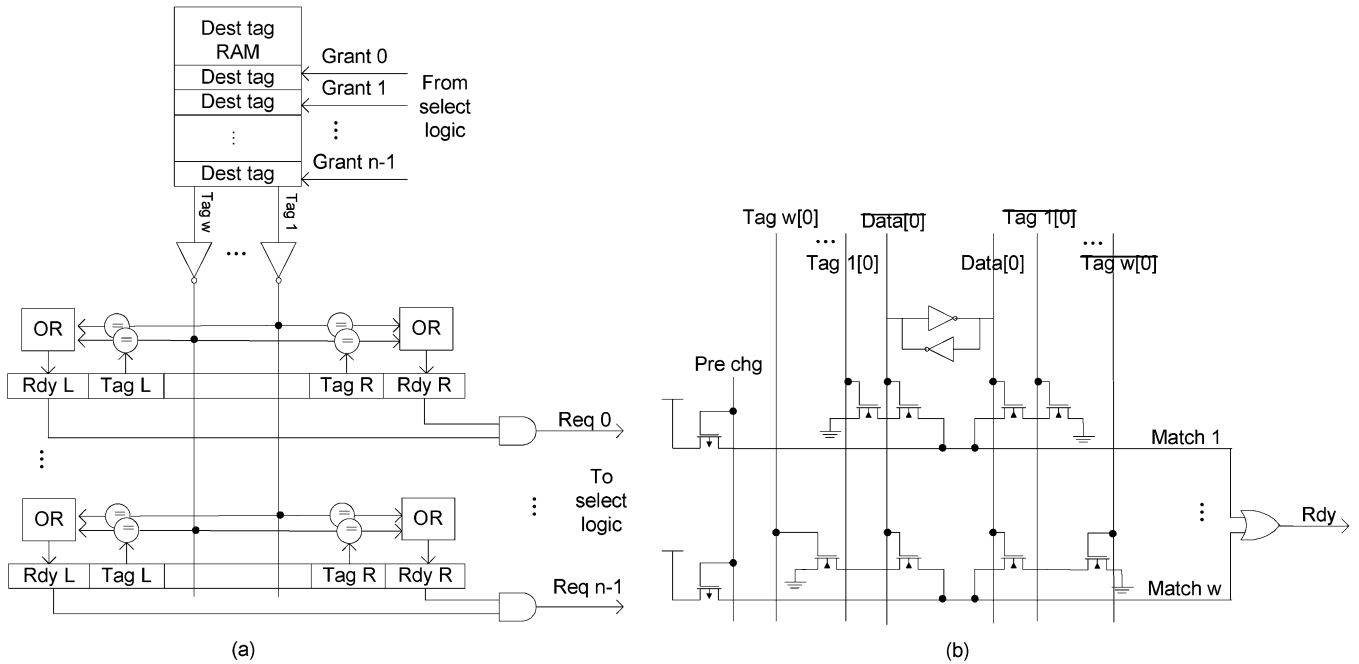 Dest tag
RAM
Dest tag
Dest tag
⋮
Dest tag
Grant 0
Grant 1
⋮
Grant n-1
From
select
logic
Tag w
Tag 1
...
OR
=
=
=
=
OR
Rdy L
Tag L
Tag R
Rdy R
Req 0
⋮
⋮
To
select
logic
OR
=
=
=
=
OR
Rdy L
Tag L
Tag R
Rdy R
Req n-1
(a)
Tag w[0]
...
Tag 1[0]
Data[0]
Data[0]
Tag 1[0]
...
Tag w[0]
Pre chg
Match 1
⋮
Rdy
Match w
(b)